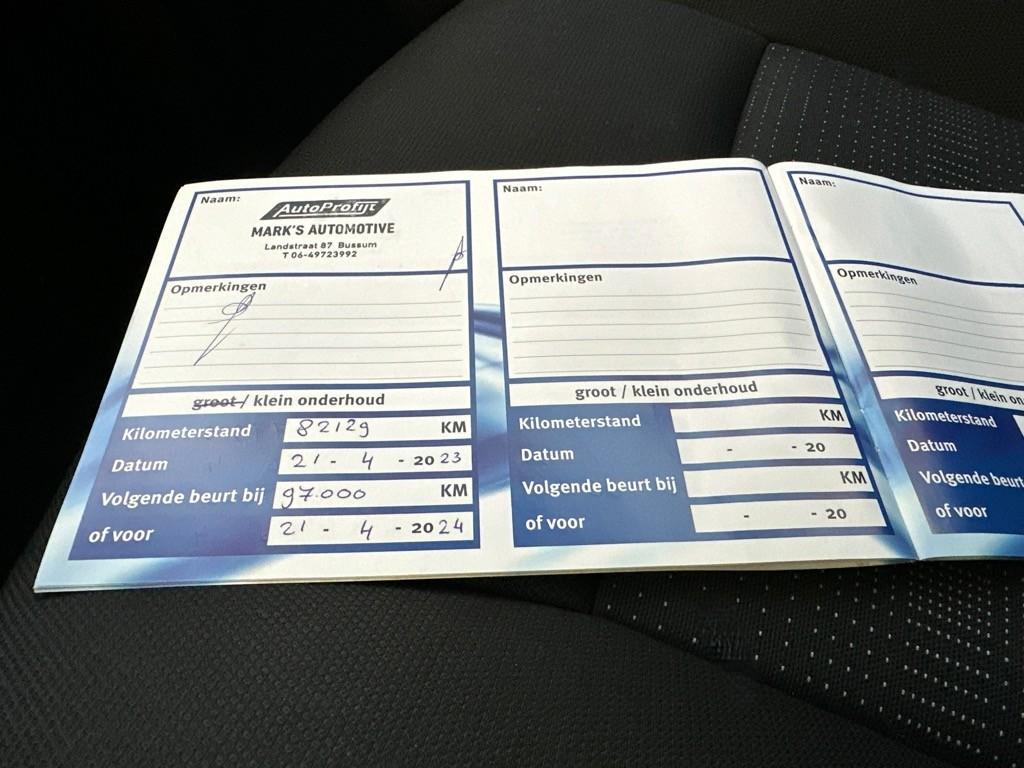 Naam:
AutoProfijt
MARK'S AUTOMOTIVE
Landstraat 87 Bussum
T 06-49723992
Opmerkingen
groot / klein onderhoud
Kilometerstand 82129 KM
Datum 21 - 4 - 2023
Volgende beurt bij 97.000 KM
of voor 21 - 4 - 2024
Naam:
Opmerkingen
groot / klein onderhoud
Kilometerstand KM
Datum - - 20
Volgende beurt bij KM
of voor - - 20
Naam:
Opmerkingen
groot / klein on
Kilometerstand
Datum
Volgende beurt
of voor